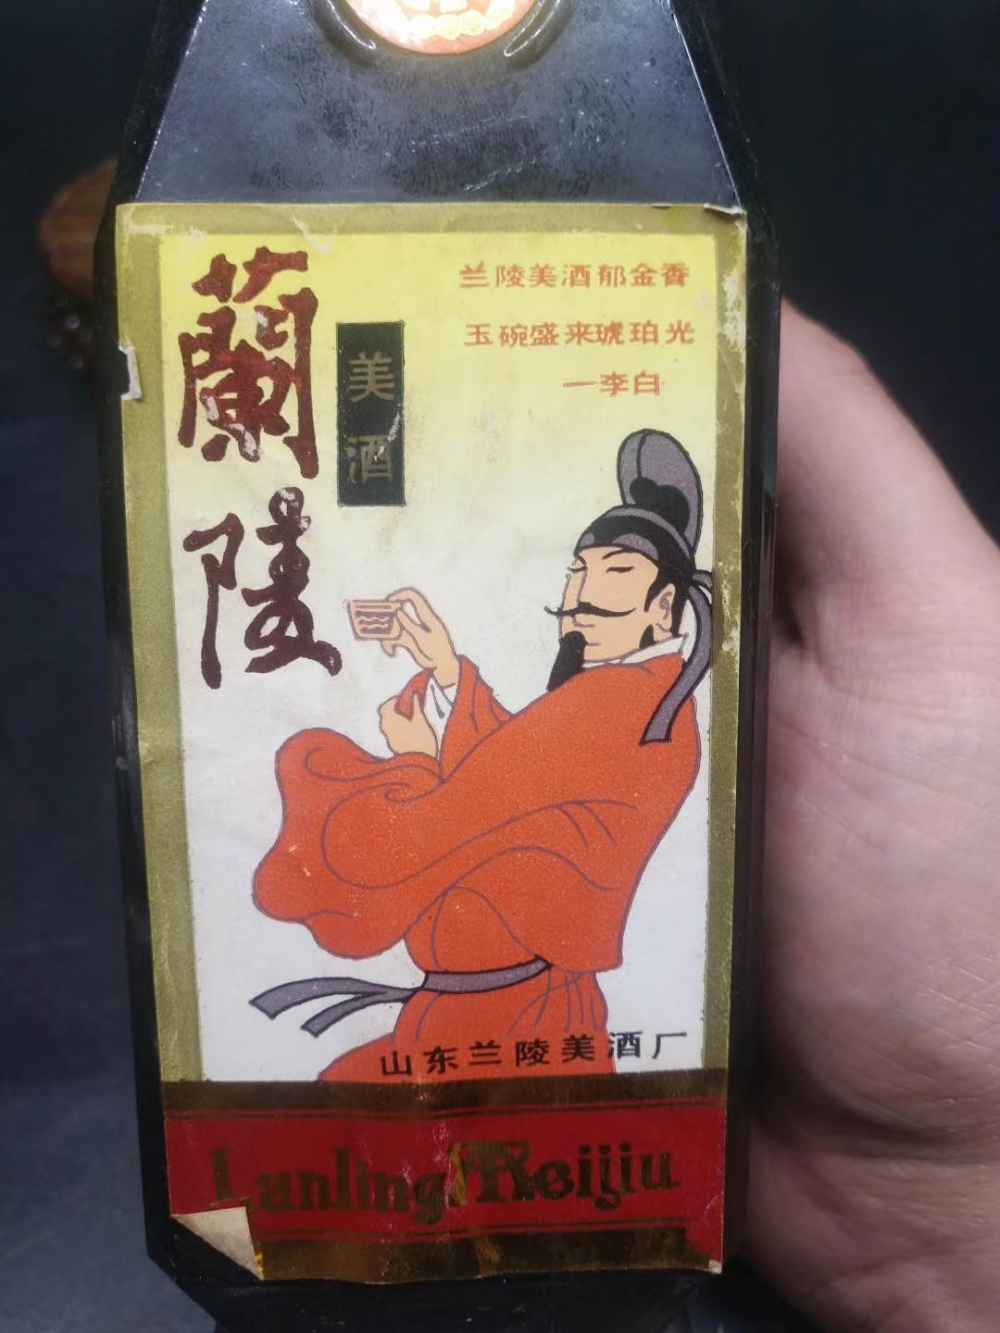 蘭陵
美酒
兰陵美酒郁金香
玉碗盛来琥珀光
—李白
山东兰陵美酒厂
Lanling Meijiu